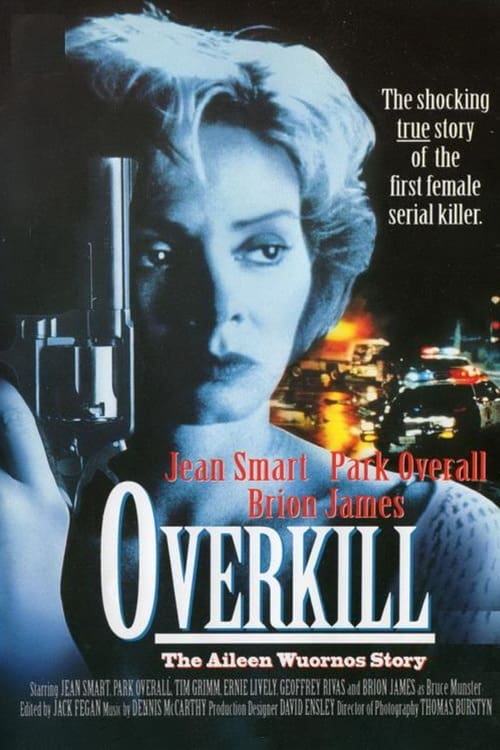 The shocking
true story
of the
first female
serial killer.
Jean Smart Park Overall
Brion James
OVERKILL
The Aileen Wuornos Story
Starring JEAN SMART, PARK OVERALL, TIM GRIMM, ERNIE LIVELY, GEOFFREY RIVAS and BRION JAMES as Bruce Munster
Edited by JACK FEGAN Music by DENNIS McCARTHY Production Designer DAVID ENSLEY Director of Photography THOMAS BURSTYN